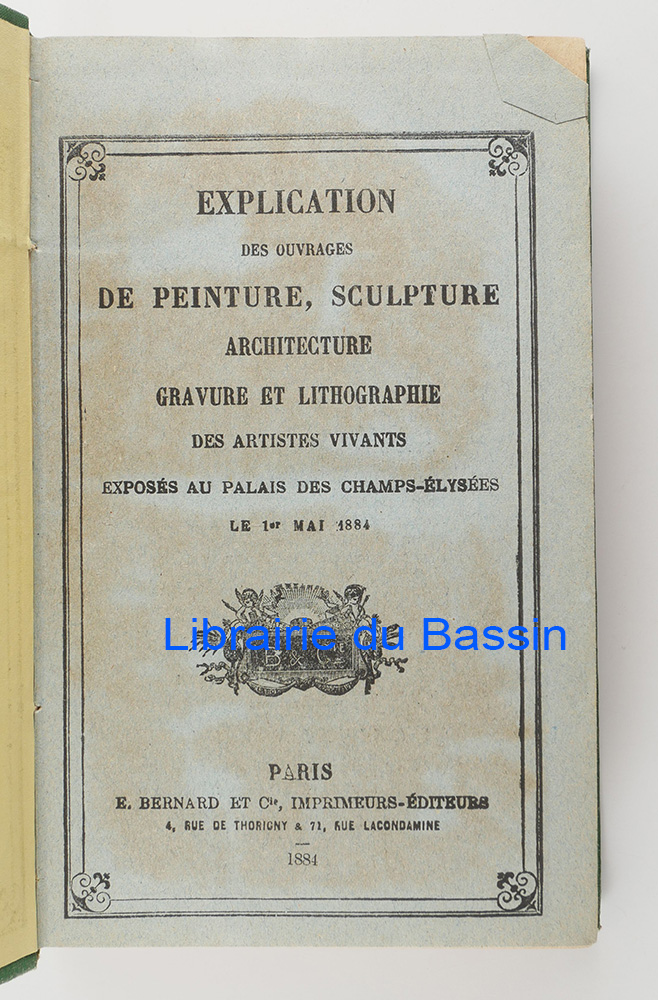 EXPLICATION
DES OUVRAGES
DE PEINTURE, SCULPTURE
ARCHITECTURE
GRAVURE ET LITHOGRAPHIE
DES ARTISTES VIVANTS
EXPOSÉS AU PALAIS DES CHAMPS-ÉLYSÉES
LE 1er MAI 1884
Librairie du Bassin
B & Cie
PARIS
E. BERNARD ET Cie, IMPRIMEURS-ÉDITEURS
4, RUE DE THORIGNY & 71, RUE LACONDAMINE
1884